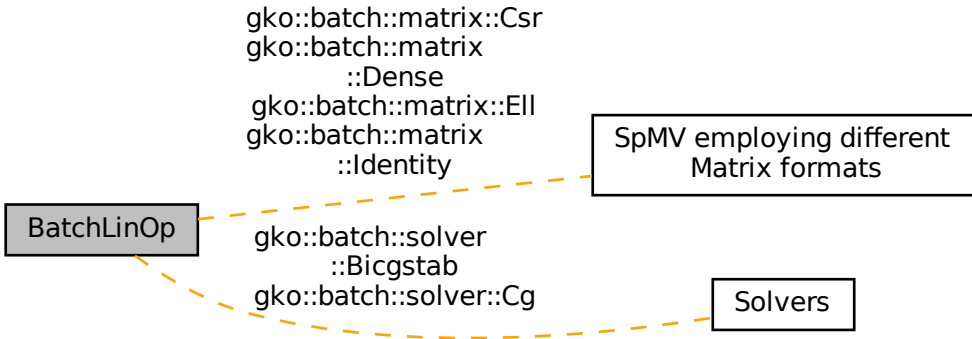 gko::batch::matrix::Csr
gko::batch::matrix
::Dense
gko::batch::matrix::Ell
gko::batch::matrix
::Identity
SpMV employing different
Matrix formats
BatchLinOp
gko::batch::solver
::Bicgstab
gko::batch::solver::Cg
Solvers